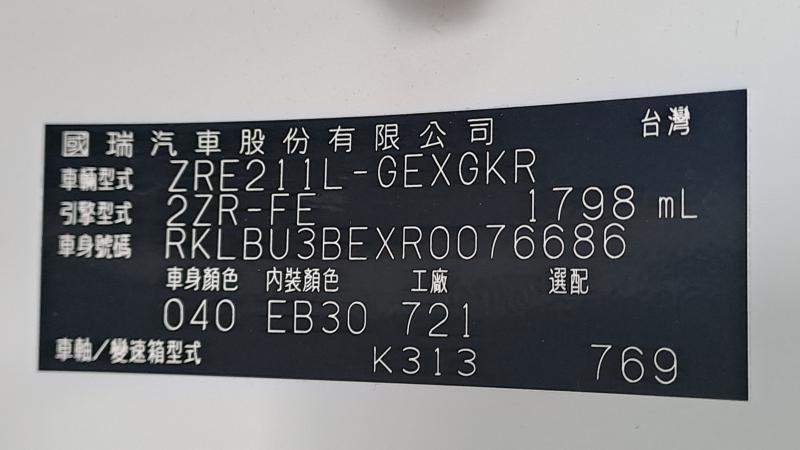 國瑞汽車股份有限公司 台灣
車輛型式 ZRE211L-GEXGKR
引擎型式 2ZR-FE 1798 mL
車身號碼 RKLBU3BEXR0076686
車身顏色 內裝顏色 工廠 選配
040 EB30 721
車軸/變速箱型式 K313 769